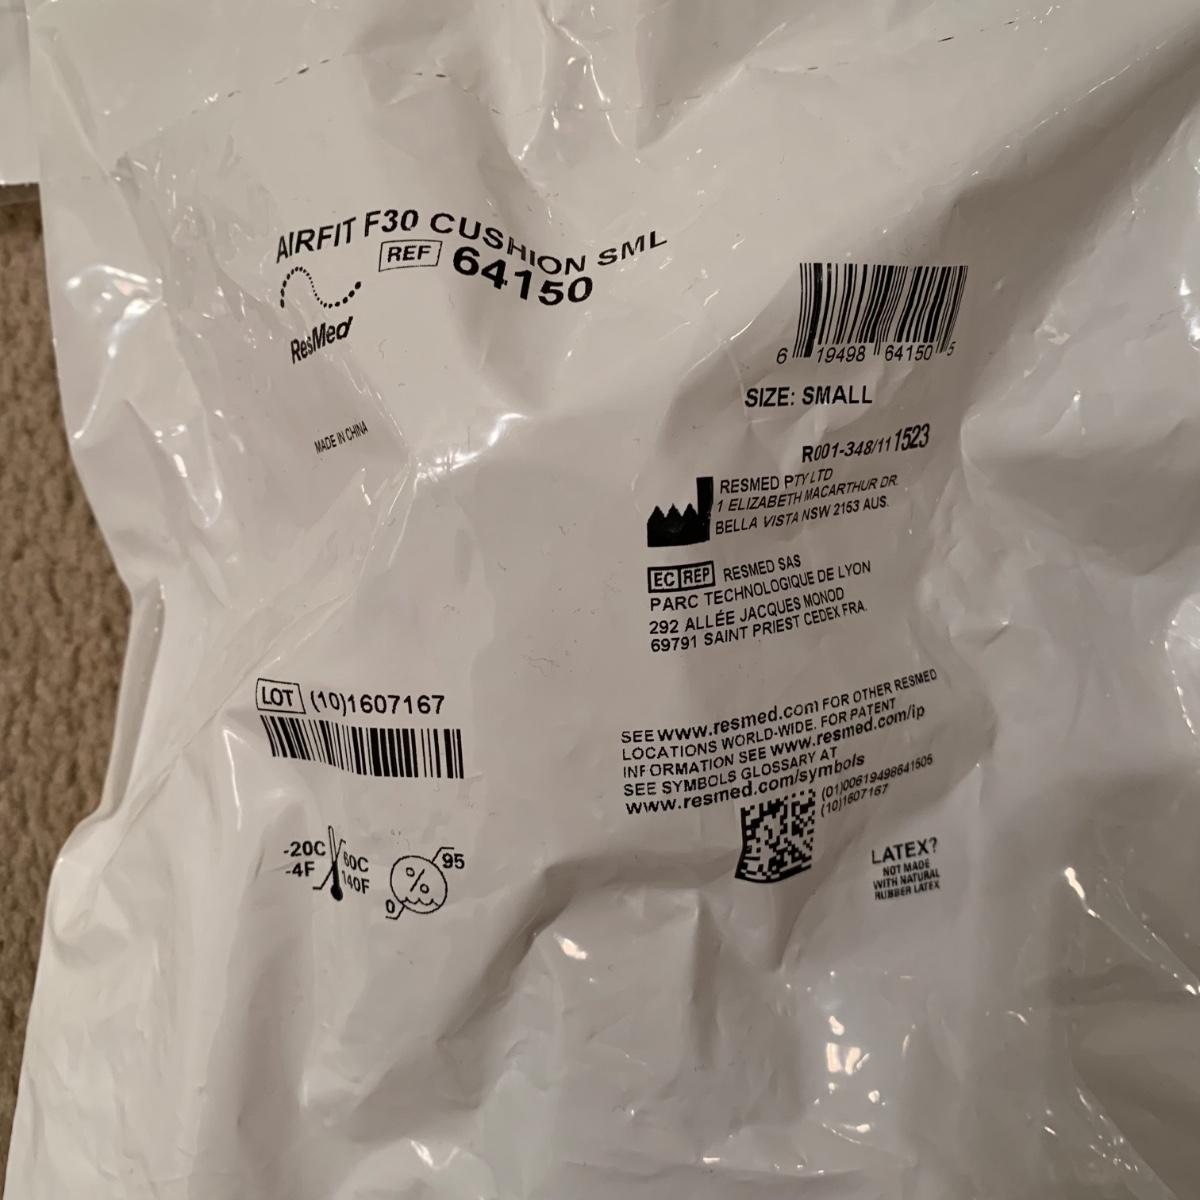 AIRFIT F30 CUSHION SML
REF 64150
ResMed
MADE IN CHINA
6 19498 64150 5
SIZE: SMALL
R001-348/11 1523
RESMED PTY LTD
1 ELIZABETH MACARTHUR DR.
BELLA VISTA NSW 2153 AUS.
EC REP RESMED SAS
PARC TECHNOLOGIQUE DE LYON
292 ALLÉE JACQUES MONOD
69791 SAINT PRIEST CEDEX FRA.
LOT (10)1607167
SEE www.resmed.com FOR OTHER RESMED
LOCATIONS WORLD-WIDE. FOR PATENT
INFORMATION SEE www.resmed.com/ip
SEE SYMBOLS GLOSSARY AT
www.resmed.com/symbols
(01)00619498641505
(10)1607167
-20C
-4F
60C
140F
95
%
0
LATEX?
NOT MADE
WITH NATURAL
RUBBER LATEX